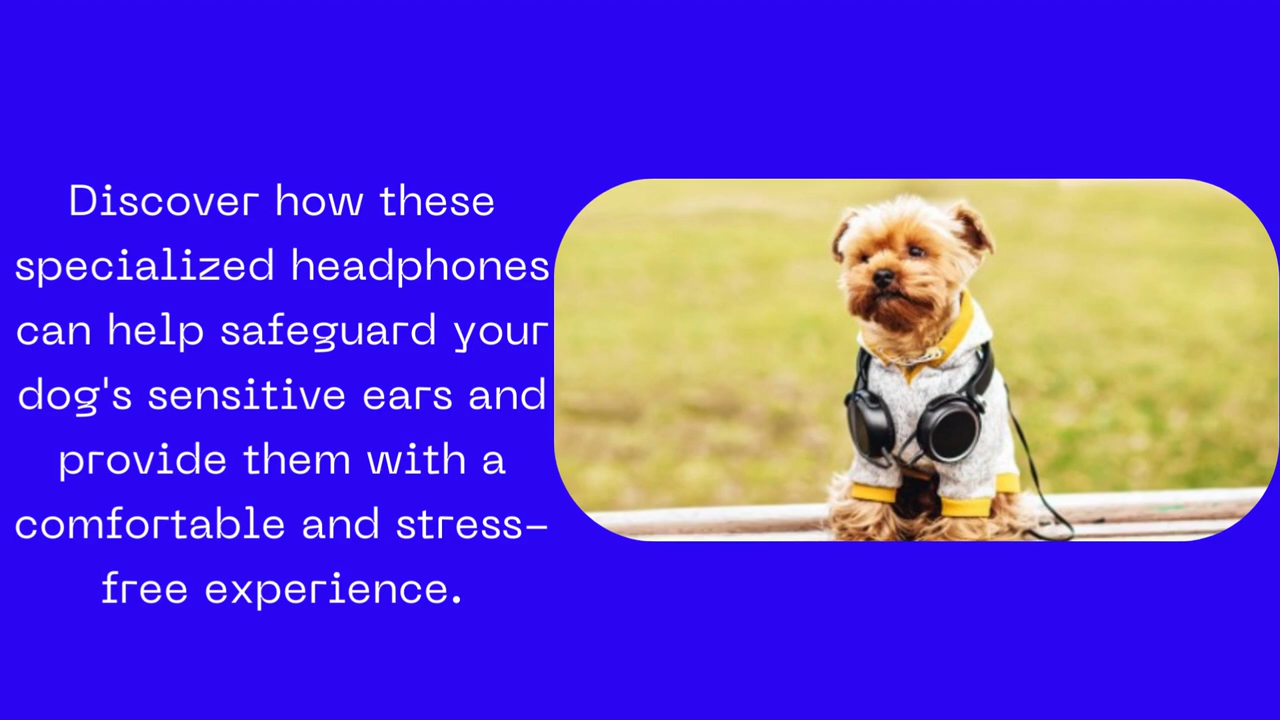 Discover how these
specialized headphones
can help safeguard your
dog's sensitive ears and
provide them with a
comfortable and stress-
free experience.